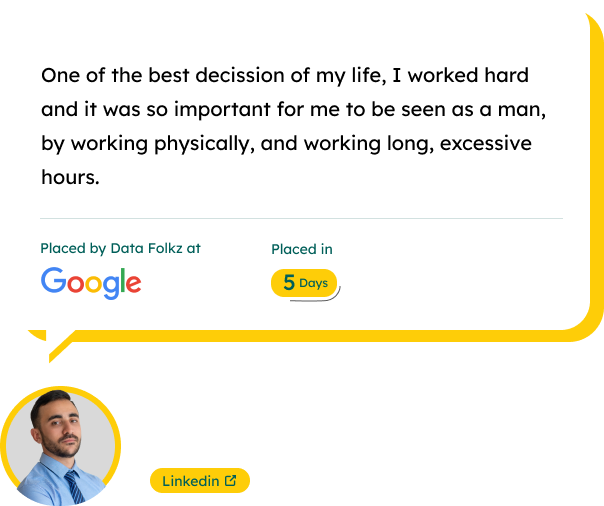 One of the best decission of my life, I worked hard
and it was so important for me to be seen as a man,
by working physically, and working long, excessive
hours.
Placed by Data Folkz at
Placed in
Google
5 Days
Linkedin